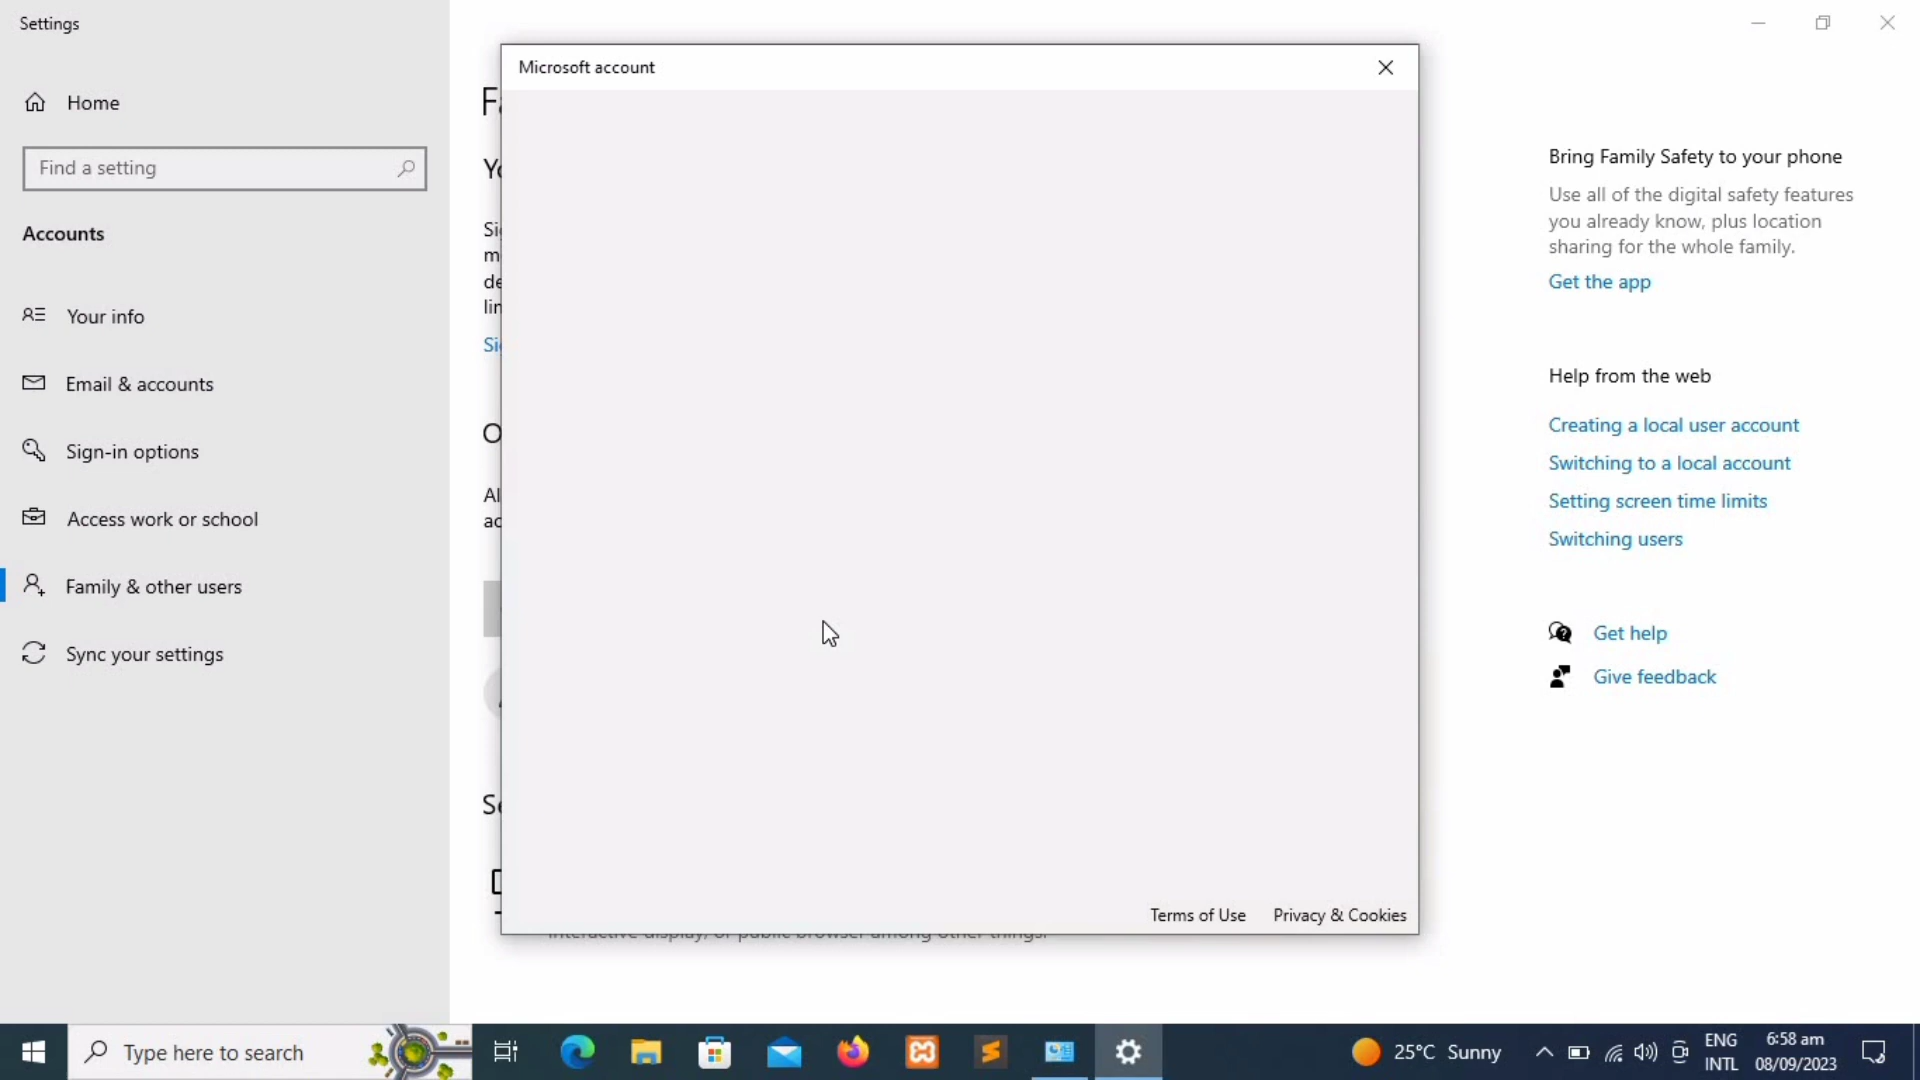 Settings
Home
Find a setting
Accounts
Your info
Email & accounts
Sign-in options
Access work or school
Family & other users
Sync your settings
Microsoft account
Terms of Use
Privacy & Cookies
Bring Family Safety to your phone
Use all of the digital safety features
you already know, plus location
sharing for the whole family.
Get the app
Help from the web
Creating a local user account
Switching to a local account
Setting screen time limits
Switching users
Get help
Give feedback
Type here to search
25°C Sunny
ENG
INTL
6:58 am
08/09/2023